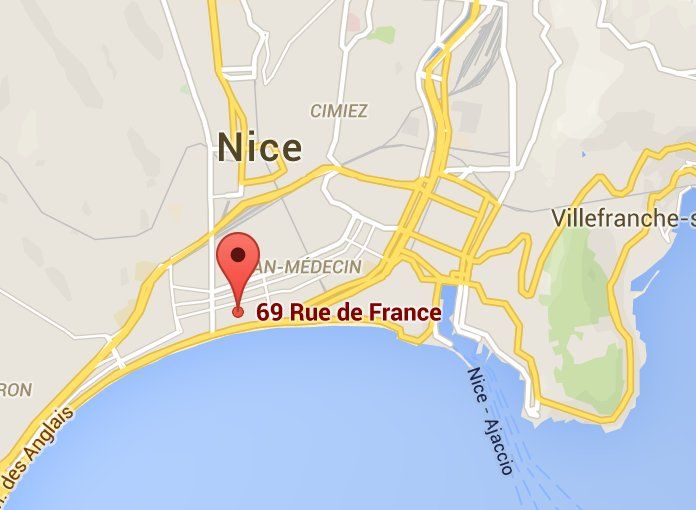 CIMIEZ
Nice
Villefranche-s
AN-MÉDECIN
69 Rue de France
RON
. des Anglais
Nice - Ajaccio